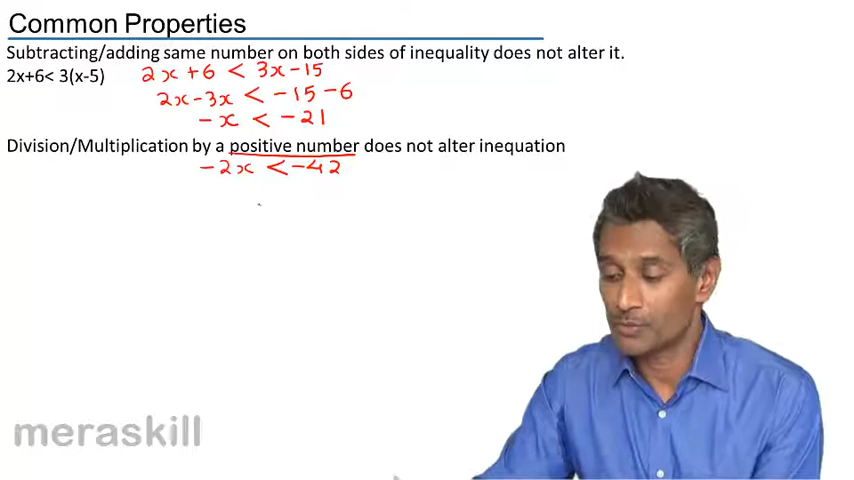 Common Properties
Subtracting/adding same number on both sides of inequality does not alter it.
2x+6< 3(x-5) 2x + 6 < 3x - 15
2x - 3x < - 15 - 6
- x < - 21
Division/Multiplication by a positive number does not alter inequation
- 2x < - 42
meraskill